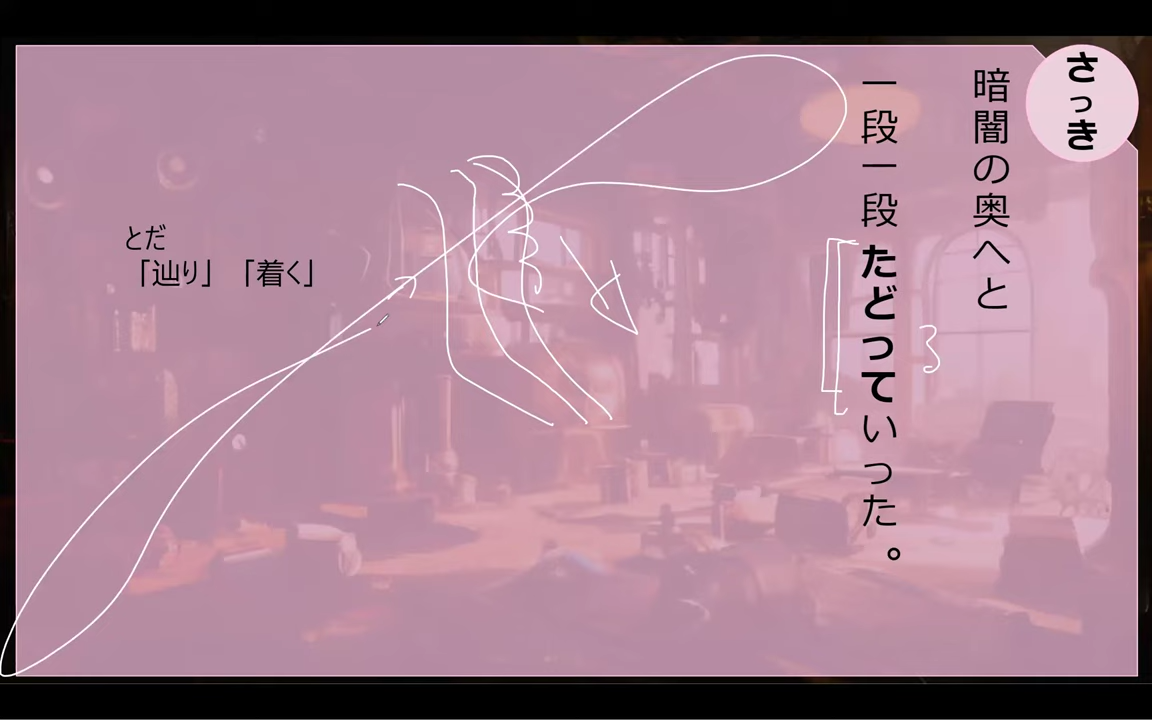 さっき
暗闇の奥へと
一段一段たどっていった。
とだ
「辿り」「着く」
3